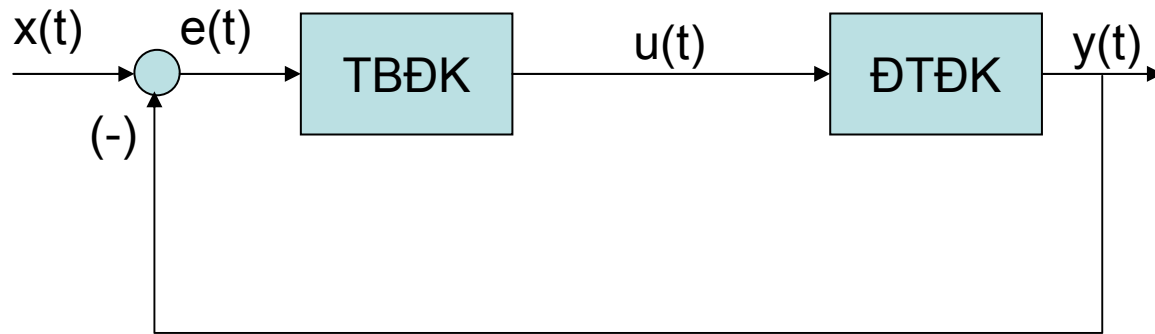 x(t)
e(t)
TBĐK
u(t)
ĐTĐK
y(t)
(-)